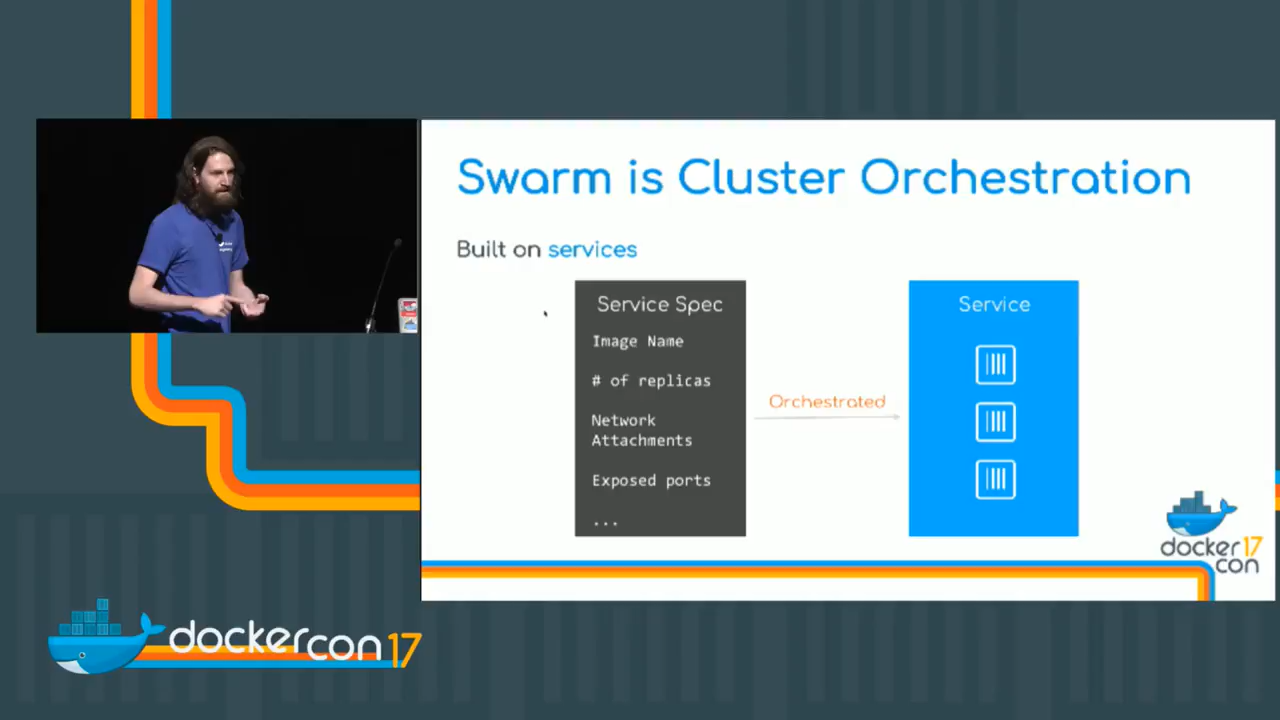 Swarm is Cluster Orchestration
Built on services
Service Spec
Image Name
# of replicas
Network
Attachments
Exposed ports
...
Orchestrated
Service
docker 17
con
dockercon 17